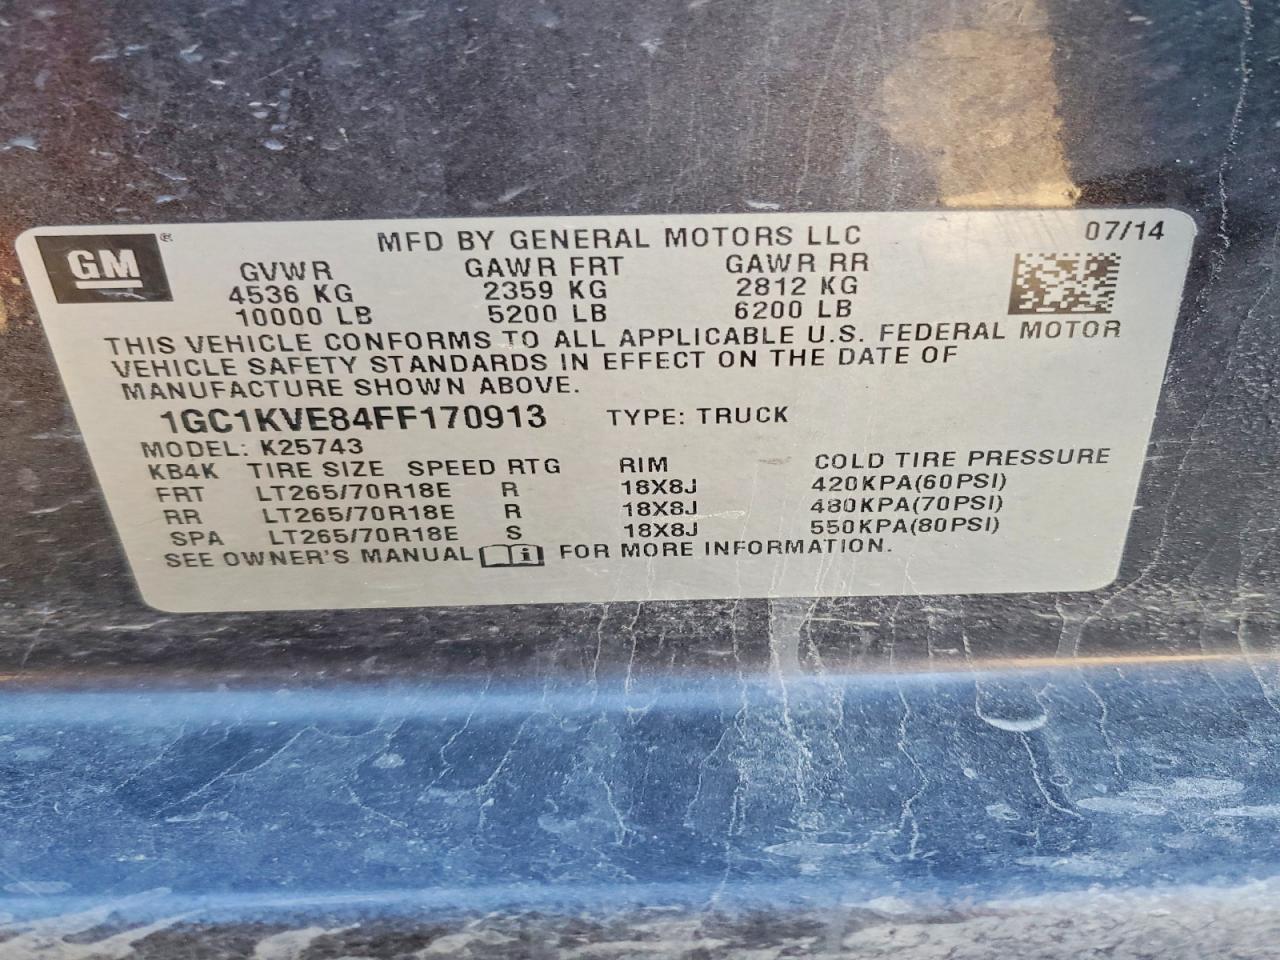 GM ® MFD BY GENERAL MOTORS LLC 07/14
GVWR GAWR FRT GAWR RR
4536 KG 2359 KG 2812 KG
10000 LB 5200 LB 6200 LB
THIS VEHICLE CONFORMS TO ALL APPLICABLE U.S. FEDERAL MOTOR
VEHICLE SAFETY STANDARDS IN EFFECT ON THE DATE OF
MANUFACTURE SHOWN ABOVE.
1GC1KVE84FF170913 TYPE: TRUCK
MODEL: K25743
KB4K TIRE SIZE SPEED RTG RIM COLD TIRE PRESSURE
FRT LT265/70R18E R 18X8J 420KPA(60PSI)
RR LT265/70R18E R 18X8J 480KPA(70PSI)
SPA LT265/70R18E S 18X8J 550KPA(80PSI)
SEE OWNER'S MANUAL i FOR MORE INFORMATION.